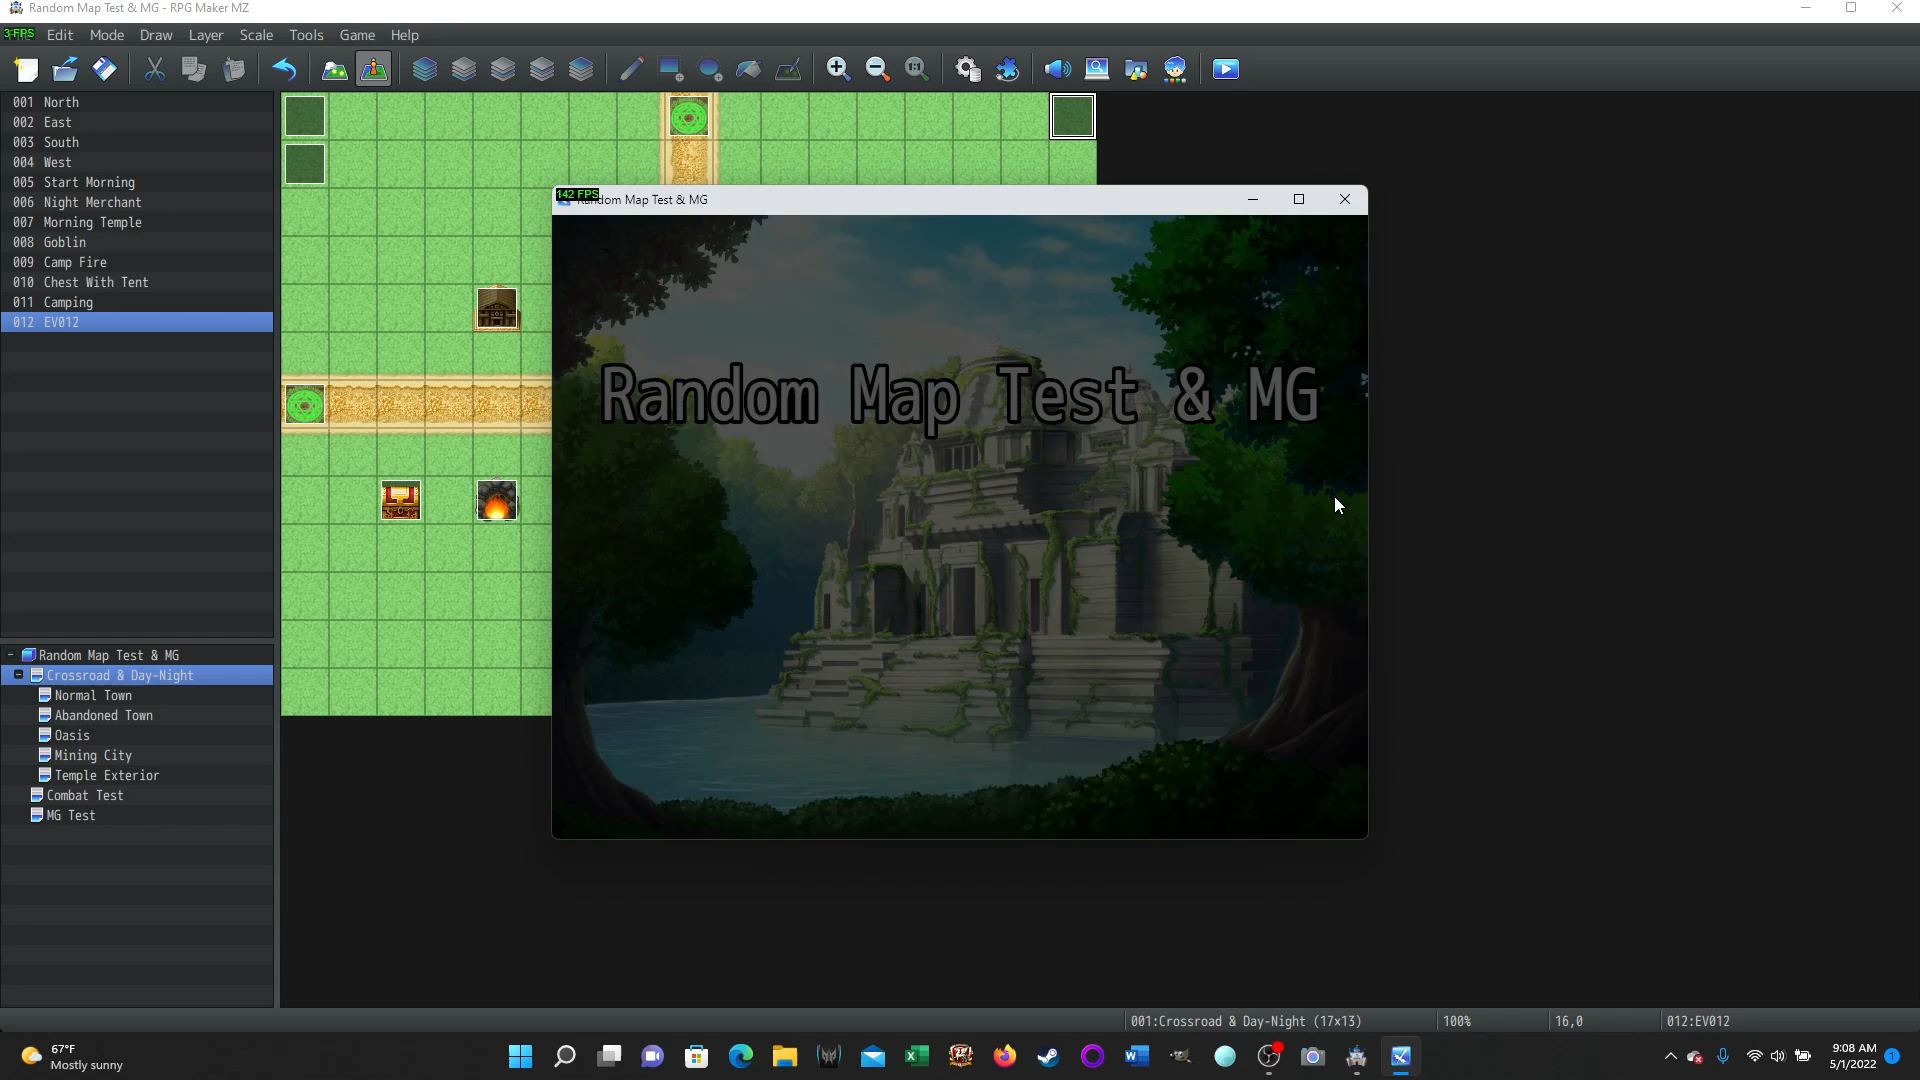 Random Map Test & MG - RPG Maker MZ
3 FPS
Edit Mode Draw Layer Scale Tools Game Help
1:1
001 North
002 East
003 South
004 West
005 Start Morning
006 Night Merchant
007 Morning Temple
008 Goblin
009 Camp Fire
010 Chest With Tent
011 Camping
012 EV012
142 FPS
Random Map Test & MG
Random Map Test & MG
Random Map Test & MG
Crossroad & Day-Night
Normal Town
Abandoned Town
Oasis
Mining City
Temple Exterior
Combat Test
MG Test
001:Crossroad & Day-Night (17x13) 100% 16,0 012:EV012
67°F
Mostly sunny
9:08 AM
5/1/2022
1